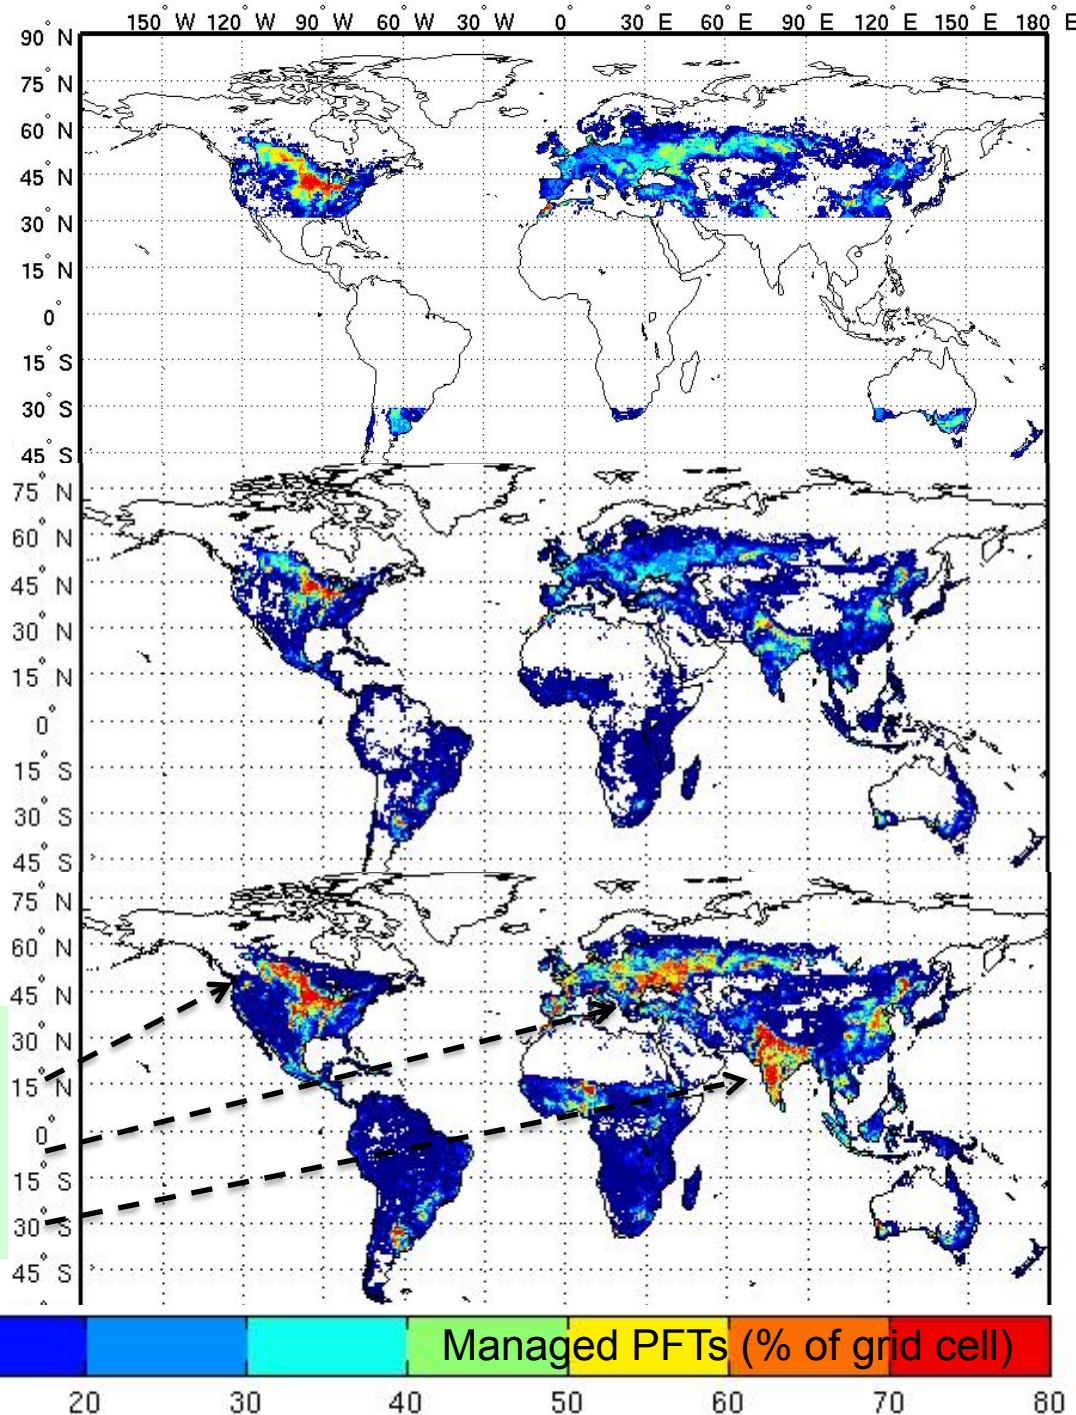 150° W 120° W 90° W 60° W 30° W 0° 30° E 60° E 90° E 120° E 150° E 180° E
90° N
75° N
60° N
45° N
30° N
15° N
0°
15° S
30° S
45° S
75° N
60° N
45° N
30° N
15° N
0°
15° S
30° S
45° S
75° N
60° N
45° N
30° N
15° N
0°
15° S
30° S
45° S
Managed PFTs (% of grid cell)
20 30 40 50 60 70 80